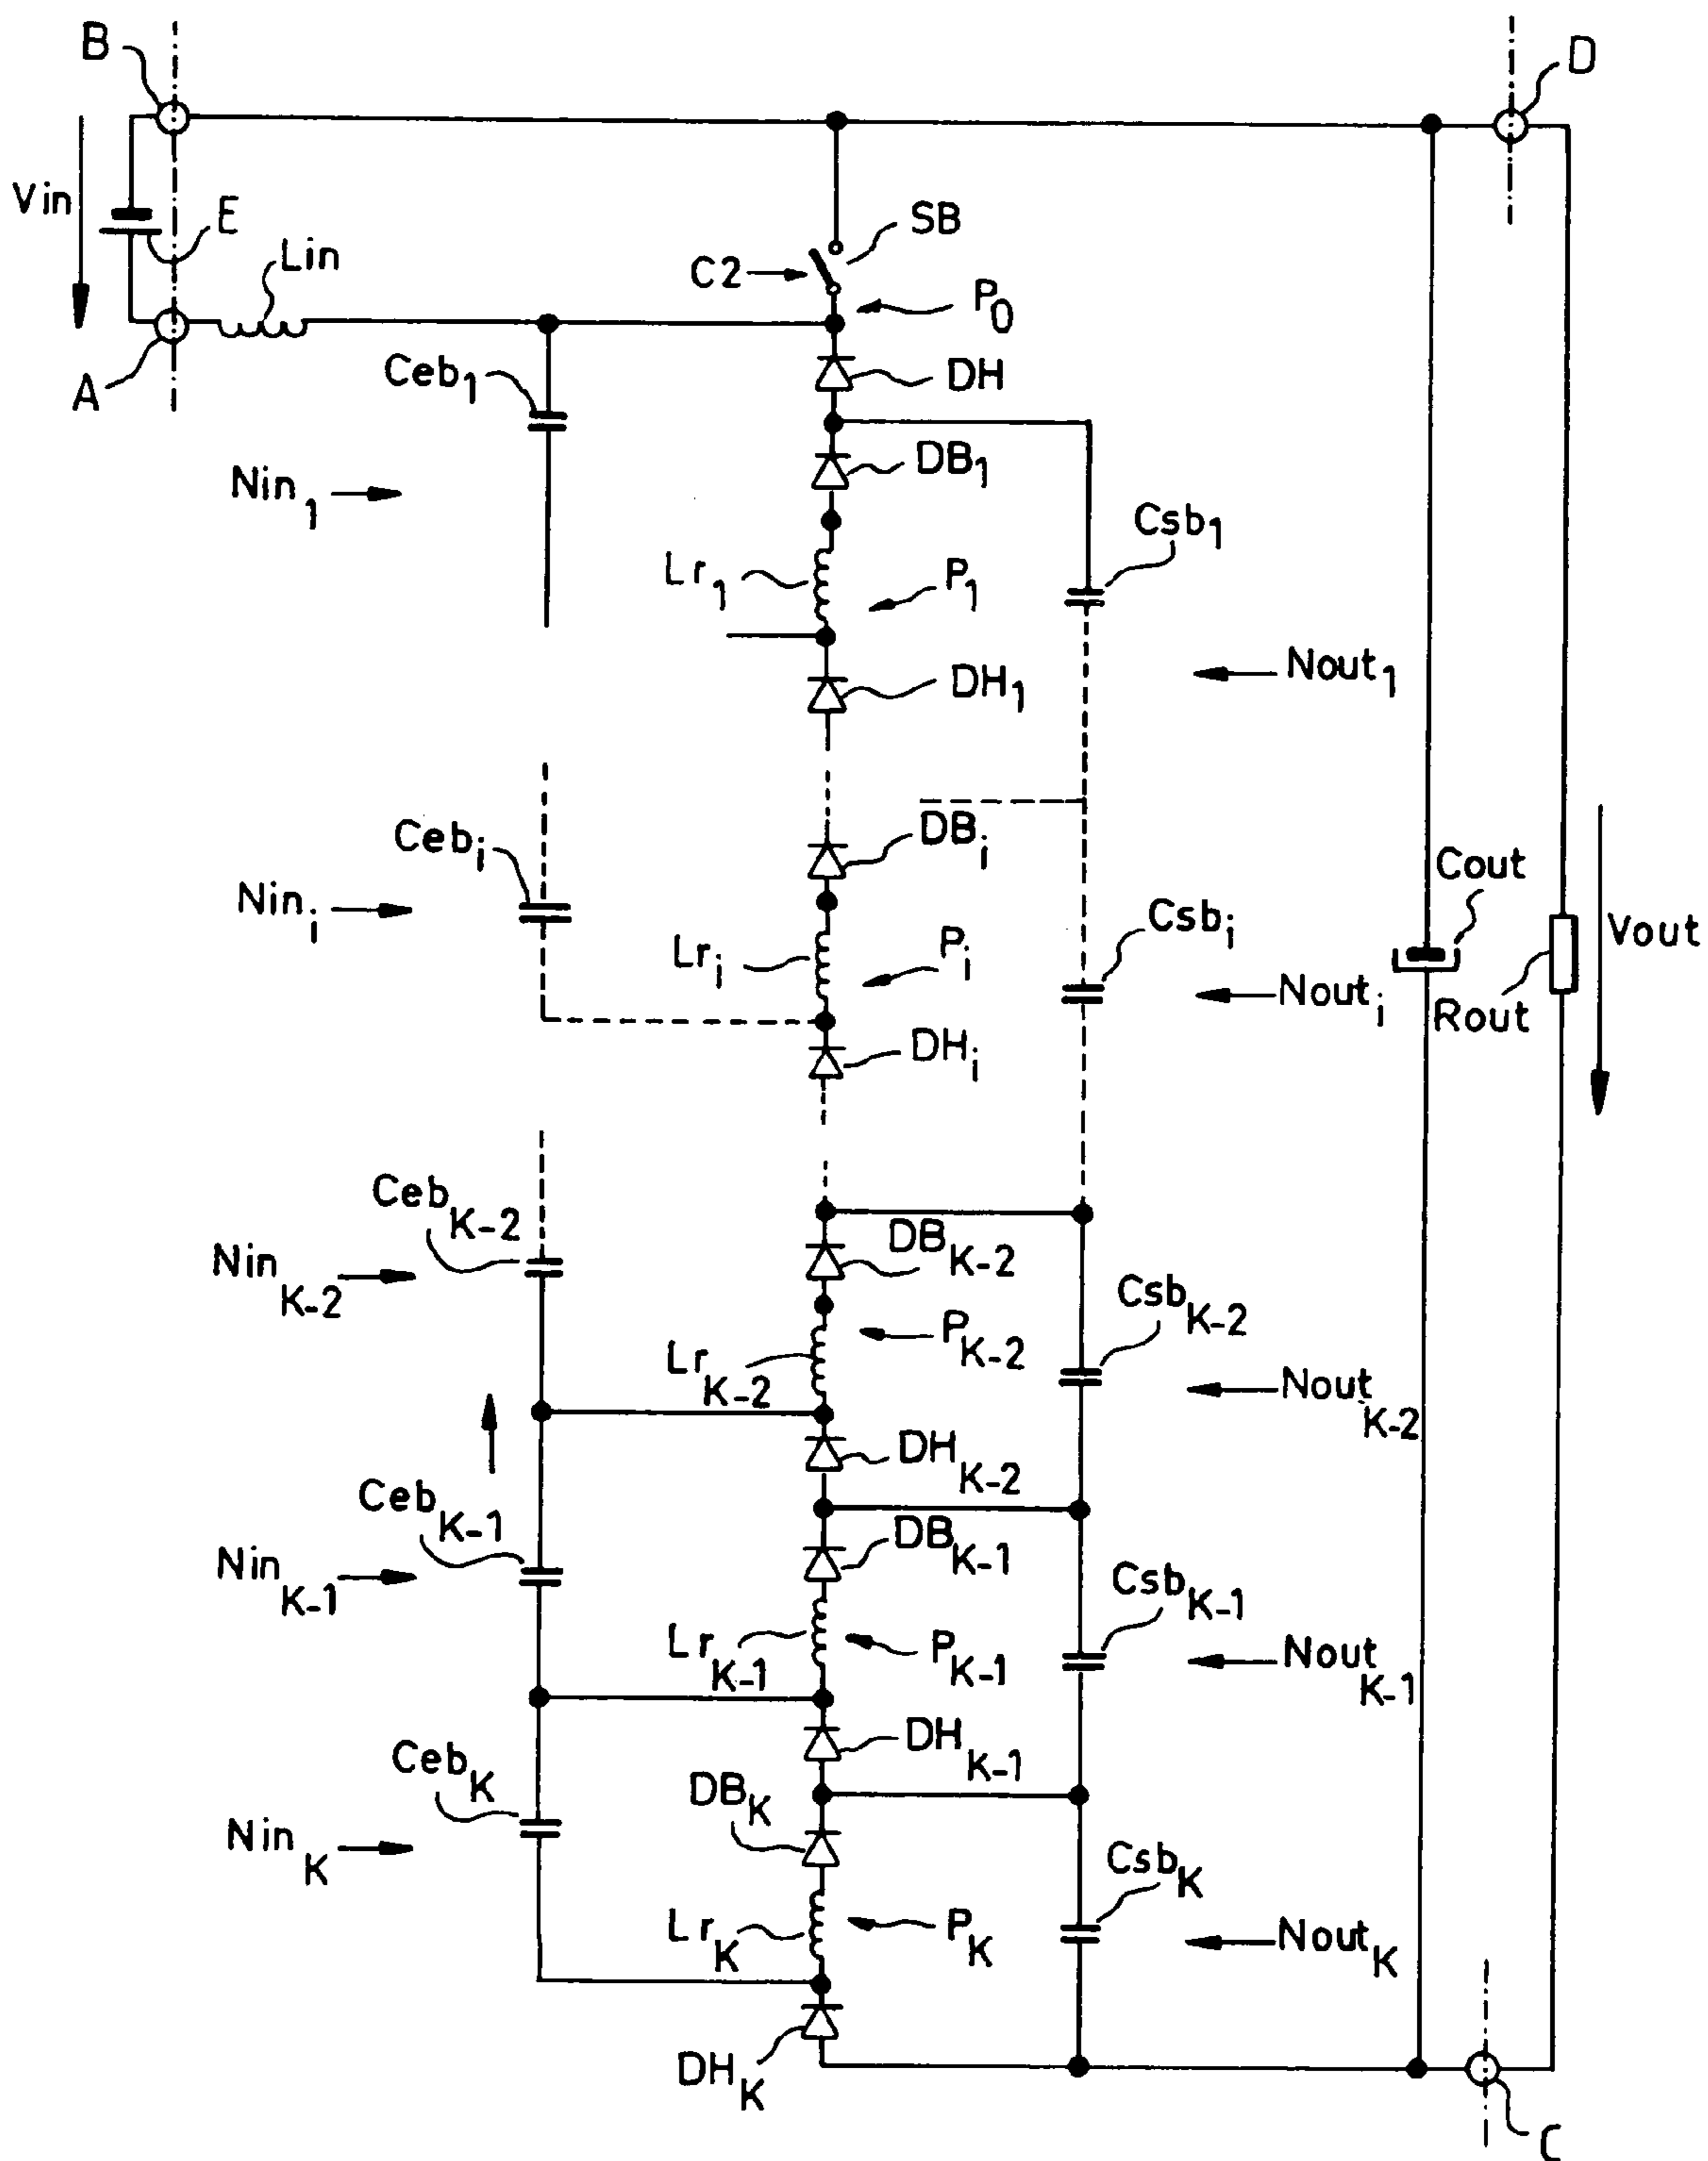 B
D
Vin
E
SB
Lin
C2
P0
A
Ceb1
DH
DB1
Nin1
Csb1
Lr1
P1
Nout1
DH1
Cebi
DBi
Cout
Nini
Csbi
Vout
Lri
Pi
Nouti
Rout
DHi
CebK-2
DBK-2
NinK-2
CsbK-2
PK-2
LrK-2
NoutK-2
DHK-2
CebK-1
DBK-1
NinK-1
CsbK-1
LrK-1
PK-1
NoutK-1
DHK-1
CebK
DBK
NinK
CsbK
LrK
PK
NoutK
DHK
C